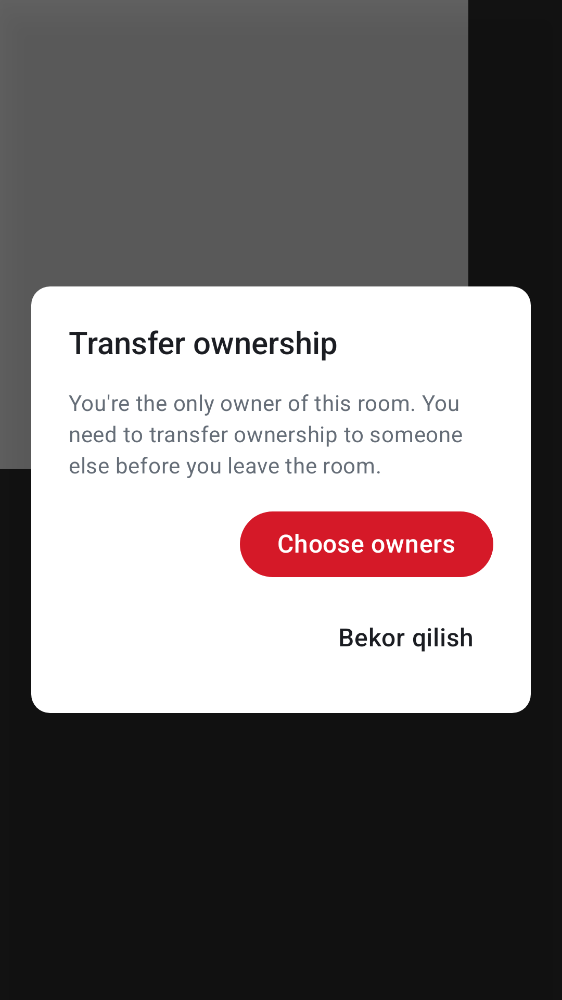 Transfer ownership
You're the only owner of this room. You
need to transfer ownership to someone
else before you leave the room.
Choose owners
Bekor qilish